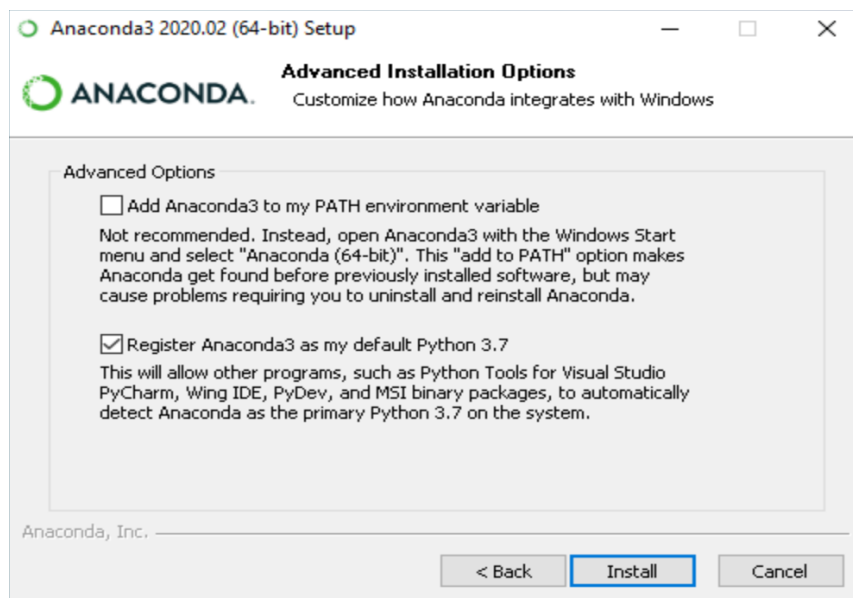 Anaconda3 2020.02 (64-bit) Setup
ANACONDA.
Advanced Installation Options
Customize how Anaconda integrates with Windows
Advanced Options
Add Anaconda3 to my PATH environment variable
Not recommended. Instead, open Anaconda3 with the Windows Start
menu and select "Anaconda (64-bit)". This "add to PATH" option makes
Anaconda get found before previously installed software, but may
cause problems requiring you to uninstall and reinstall Anaconda.
Register Anaconda3 as my default Python 3.7
This will allow other programs, such as Python Tools for Visual Studio
PyCharm, Wing IDE, PyDev, and MSI binary packages, to automatically
detect Anaconda as the primary Python 3.7 on the system.
Anaconda, Inc.
< Back
Install
Cancel